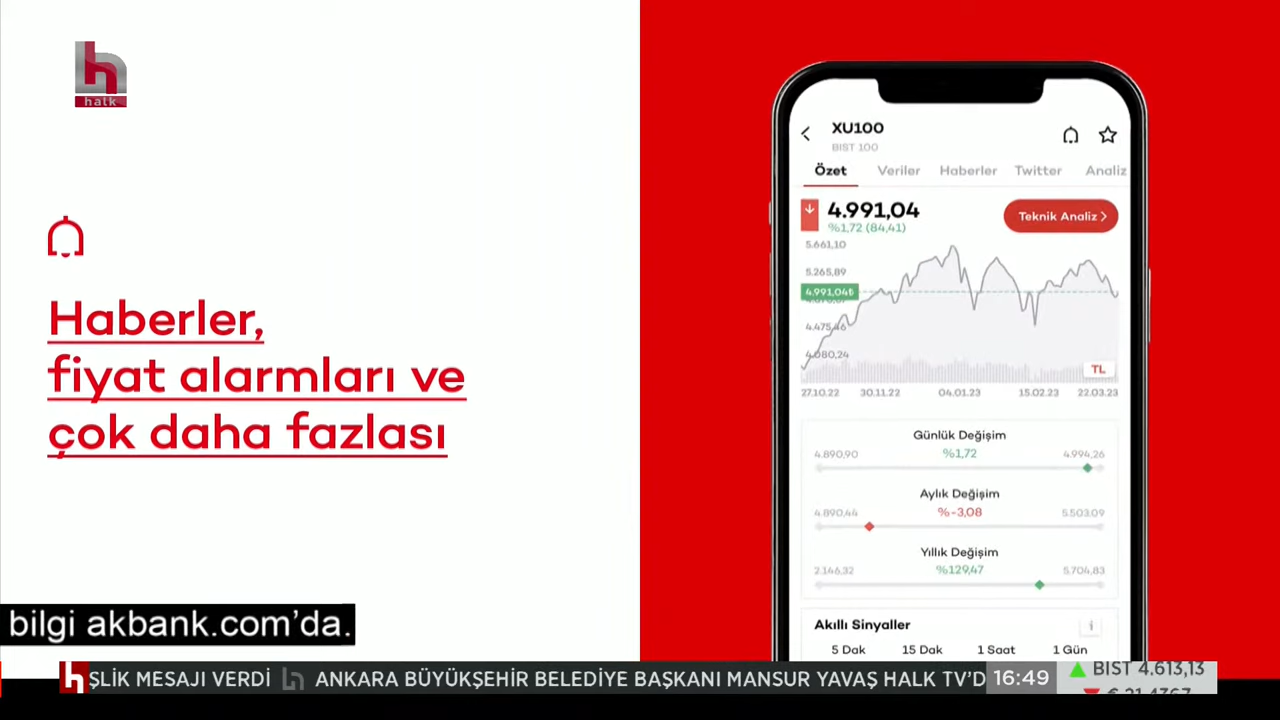 halk
Haberler,
fiyat alarmları ve
çok daha fazlası
XU100
BIST 100
Özet Veriler Haberler Twitter Analiz
4.991,04
%1,72 (84,41)
Teknik Analiz
5.661,10
5.265,89
4.991,04₺
4.475,46
4.080,24
TL
27.10.22 30.11.22 04.01.23 15.02.23 22.03.23
Günlük Değişim
4.890,90 %1,72 4.994,26
Aylık Değişim
4.890,44 %-3,08 5.503,09
Yıllık Değişim
2.146,32 %129,47 5.704,83
Akıllı Sinyaller
5 Dak 15 Dak 1 Saat 1 Gün
bilgi akbank.com’da.
ŞLİK MESAJI VERDİ ANKARA BÜYÜKŞEHİR BELEDİYE BAŞKANI MANSUR YAVAŞ HALK TV’D
16:49
BIST 4.613,13